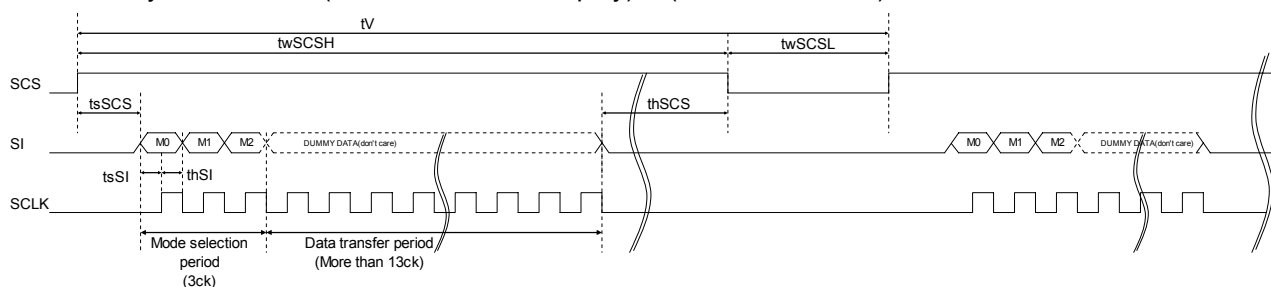 tV
twSCSH
twSCSL
SCS
tsSCS
thSCS
SI
M0
M1
M2
DUMMY DATA(don't care)
M0
M1
M2
DUMMY DATA(don't care)
tsSI
thSI
SCLK
Mode selection
period
(3ck)
Data transfer period
(More than 13ck)